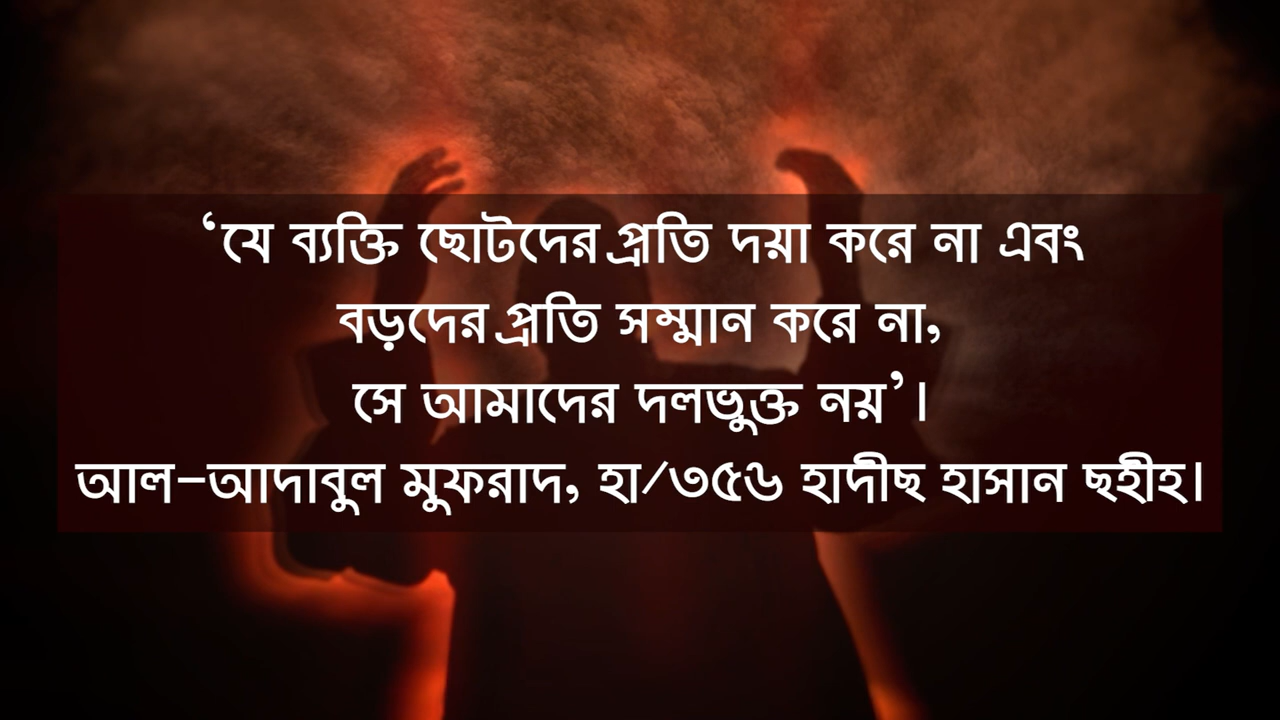 ‘যে ব্যক্তি ছোটদের প্রতি দয়া করে না এবং
বড়দের প্রতি সম্মান করে না,
সে আমাদের দলভুক্ত নয়’।
আল-আদাবুল মুফরাদ, হা/৩৫৬ হাদীছ হাসান ছহীহ।